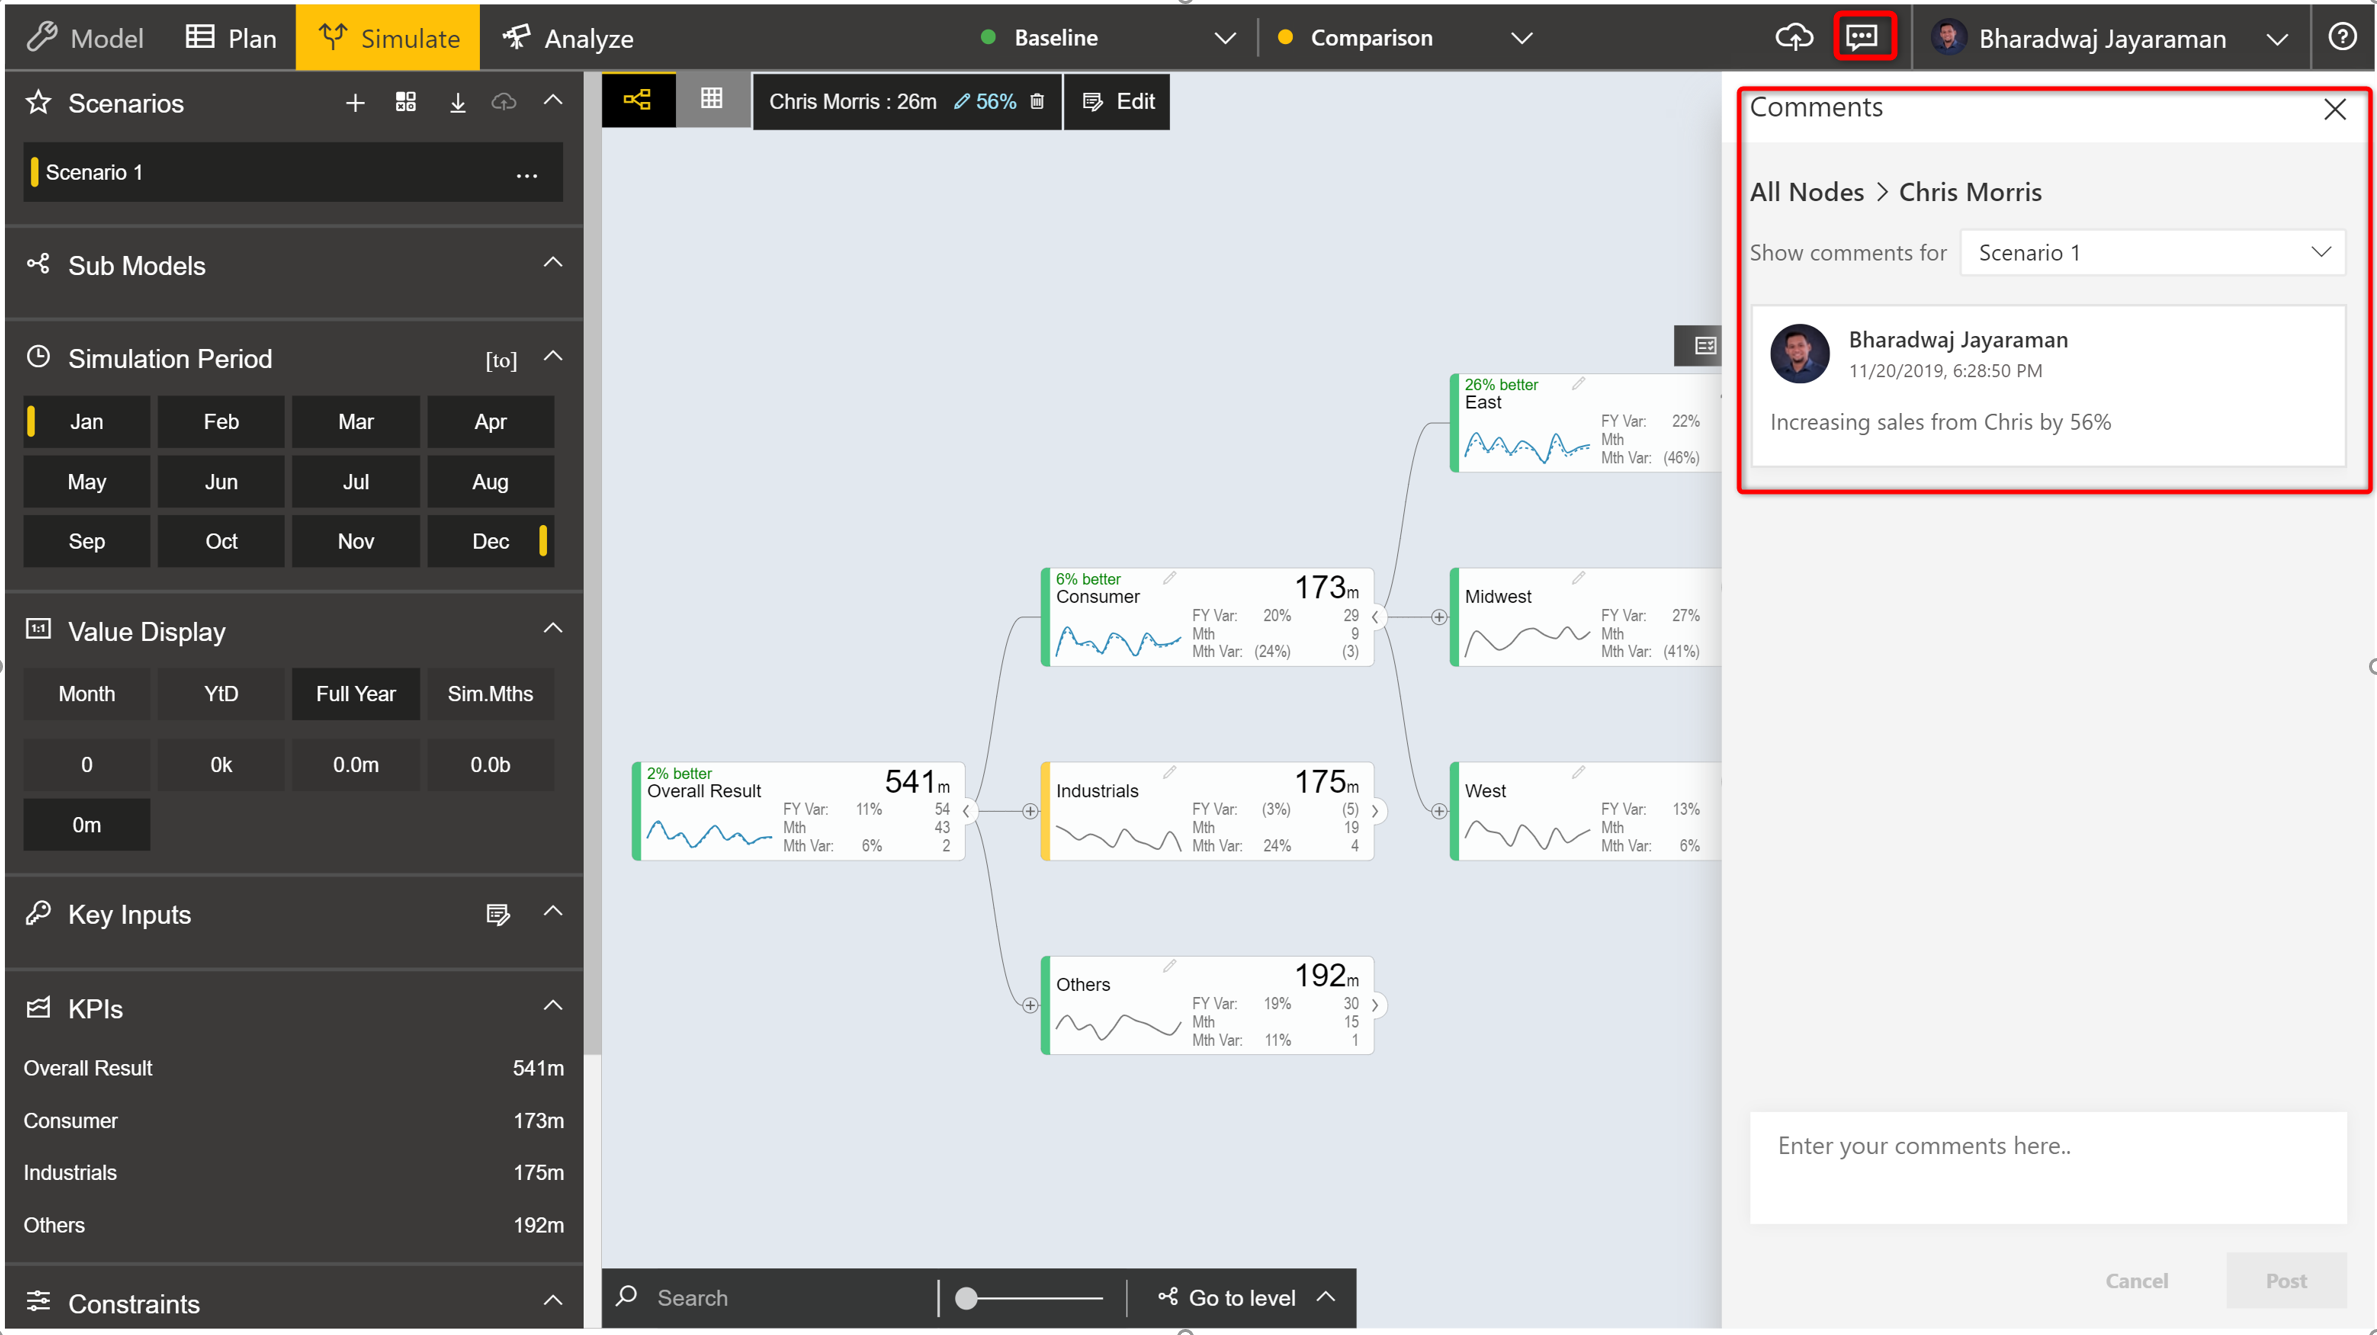 Model
Plan
Simulate
Analyze
Baseline
Comparison
Bharadwaj Jayaraman
Scenarios
Scenario 1
...
Sub Models
Simulation Period
[to]
Jan
Feb
Mar
Apr
May
Jun
Jul
Aug
Sep
Oct
Nov
Dec
1:1
Value Display
Month
YtD
Full Year
Sim.Mths
0
0k
0.0m
0.0b
0m
Key Inputs
KPIs
Overall Result 541m
Consumer 173m
Industrials 175m
Others 192m
Constraints
Chris Morris : 26m 56%
Edit
2% better
Overall Result 541m
FY Var: 11% 54
Mth 43
Mth Var: 6% 2
6% better
Consumer 173m
FY Var: 20% 29
Mth 9
Mth Var: (24%) (3)
Industrials 175m
FY Var: (3%) (5)
Mth 19
Mth Var: 24% 4
Others 192m
FY Var: 19% 30
Mth 15
Mth Var: 11% 1
26% better
East
FY Var: 22%
Mth
Mth Var: (46%)
Midwest
FY Var: 27%
Mth
Mth Var: (41%)
West
FY Var: 13%
Mth
Mth Var: 6%
Search
Go to level
Comments
All Nodes > Chris Morris
Show comments for Scenario 1
Bharadwaj Jayaraman
11/20/2019, 6:28:50 PM
Increasing sales from Chris by 56%
Enter your comments here..
Cancel
Post